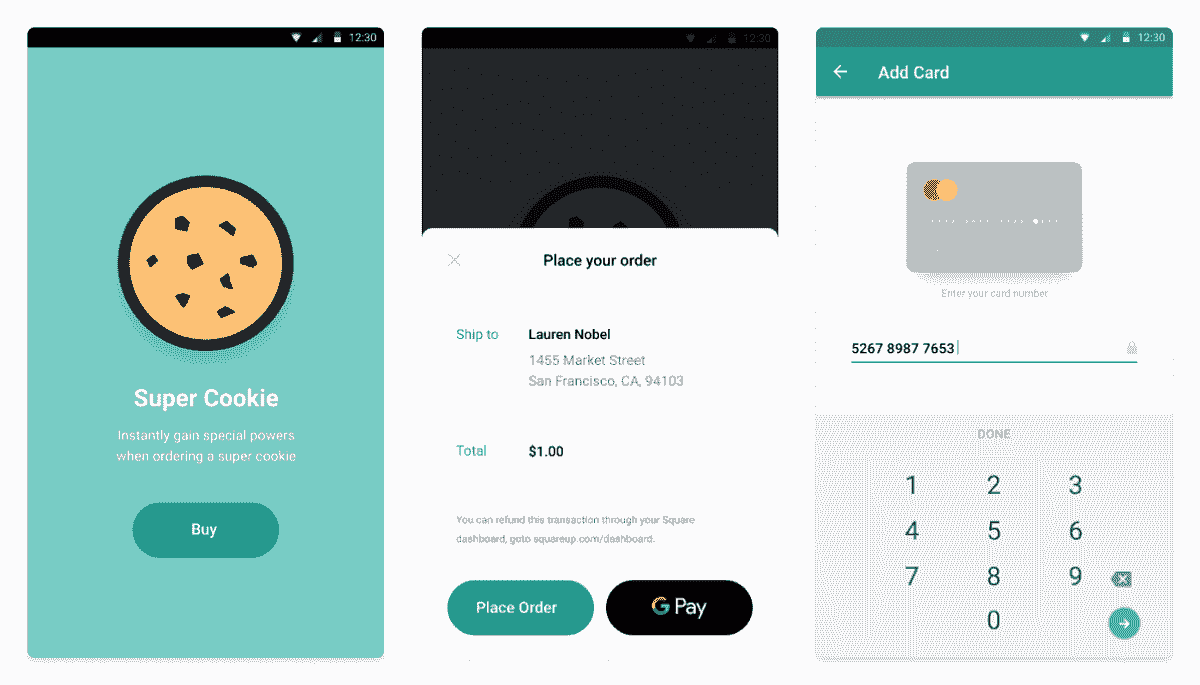 12:30
Super Cookie
Instantly gain special powers
when ordering a super cookie
Buy
12:30
Place your order
Ship to
Lauren Nobel
1455 Market Street
San Francisco, CA, 94103
Total
$1.00
You can refund this transaction through your Square
dashboard, goto squareup.com/dashboard.
Place Order
G Pay
12:30
Add Card
Enter your card number
5267 8987 7653
DONE
1 2 3
4 5 6
7 8 9
0